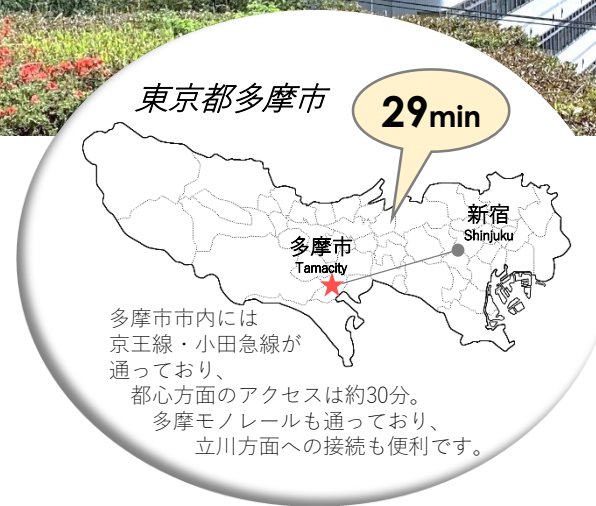 東京都多摩市
29min
新宿
Shinjuku
多摩市
Tamacity
多摩市市内には
京王線・小田急線が
通っており、
都心方面のアクセスは約30分。
多摩モノレールも通っており、
立川方面への接続も便利です。